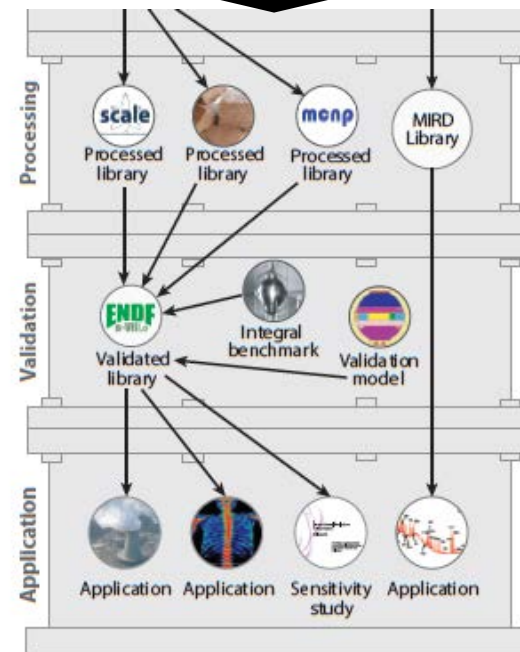 Processing
scale
mcnp
MIRD
Library
Processed
library
Processed
library
Processed
library
Validation
ENDF
Validated
library
Integral
benchmark
Validation
model
Application
Application
Application
Sensitivity
study
Application